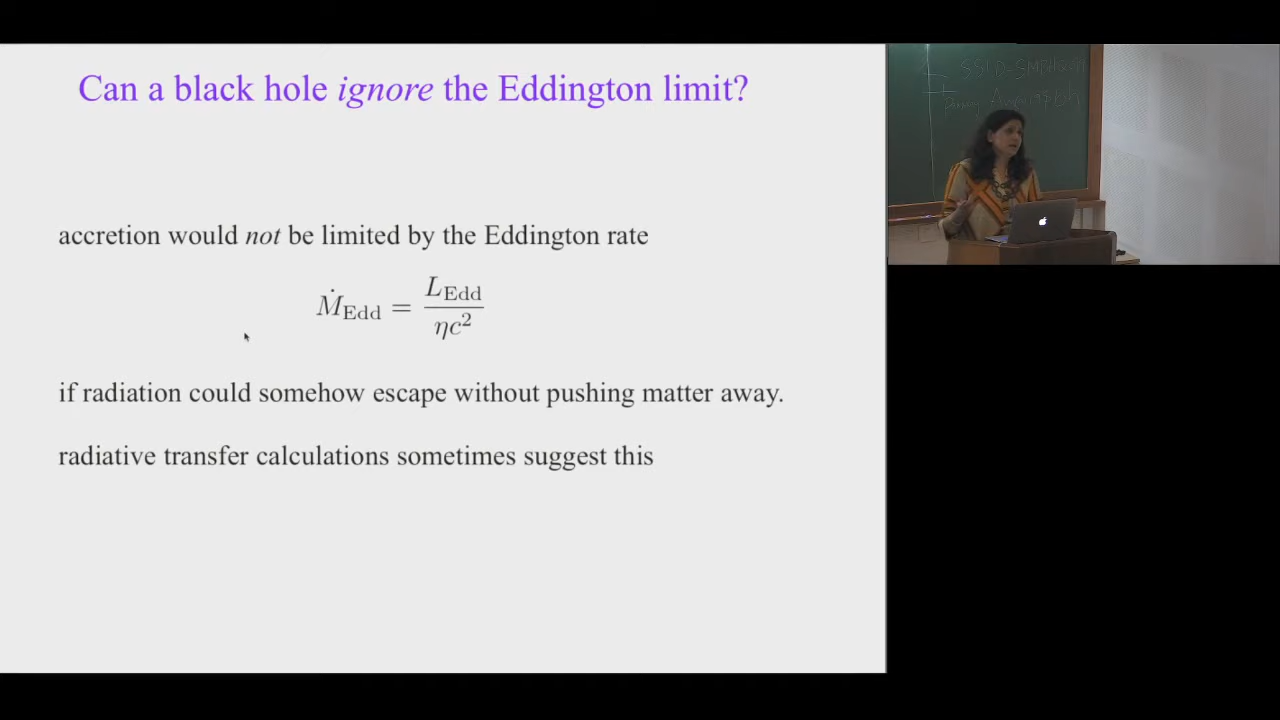 Can a black hole ignore the Eddington limit?
accretion would not be limited by the Eddington rate
Ṁ_Edd = L_Edd / ηc²
if radiation could somehow escape without pushing matter away.
radiative transfer calculations sometimes suggest this